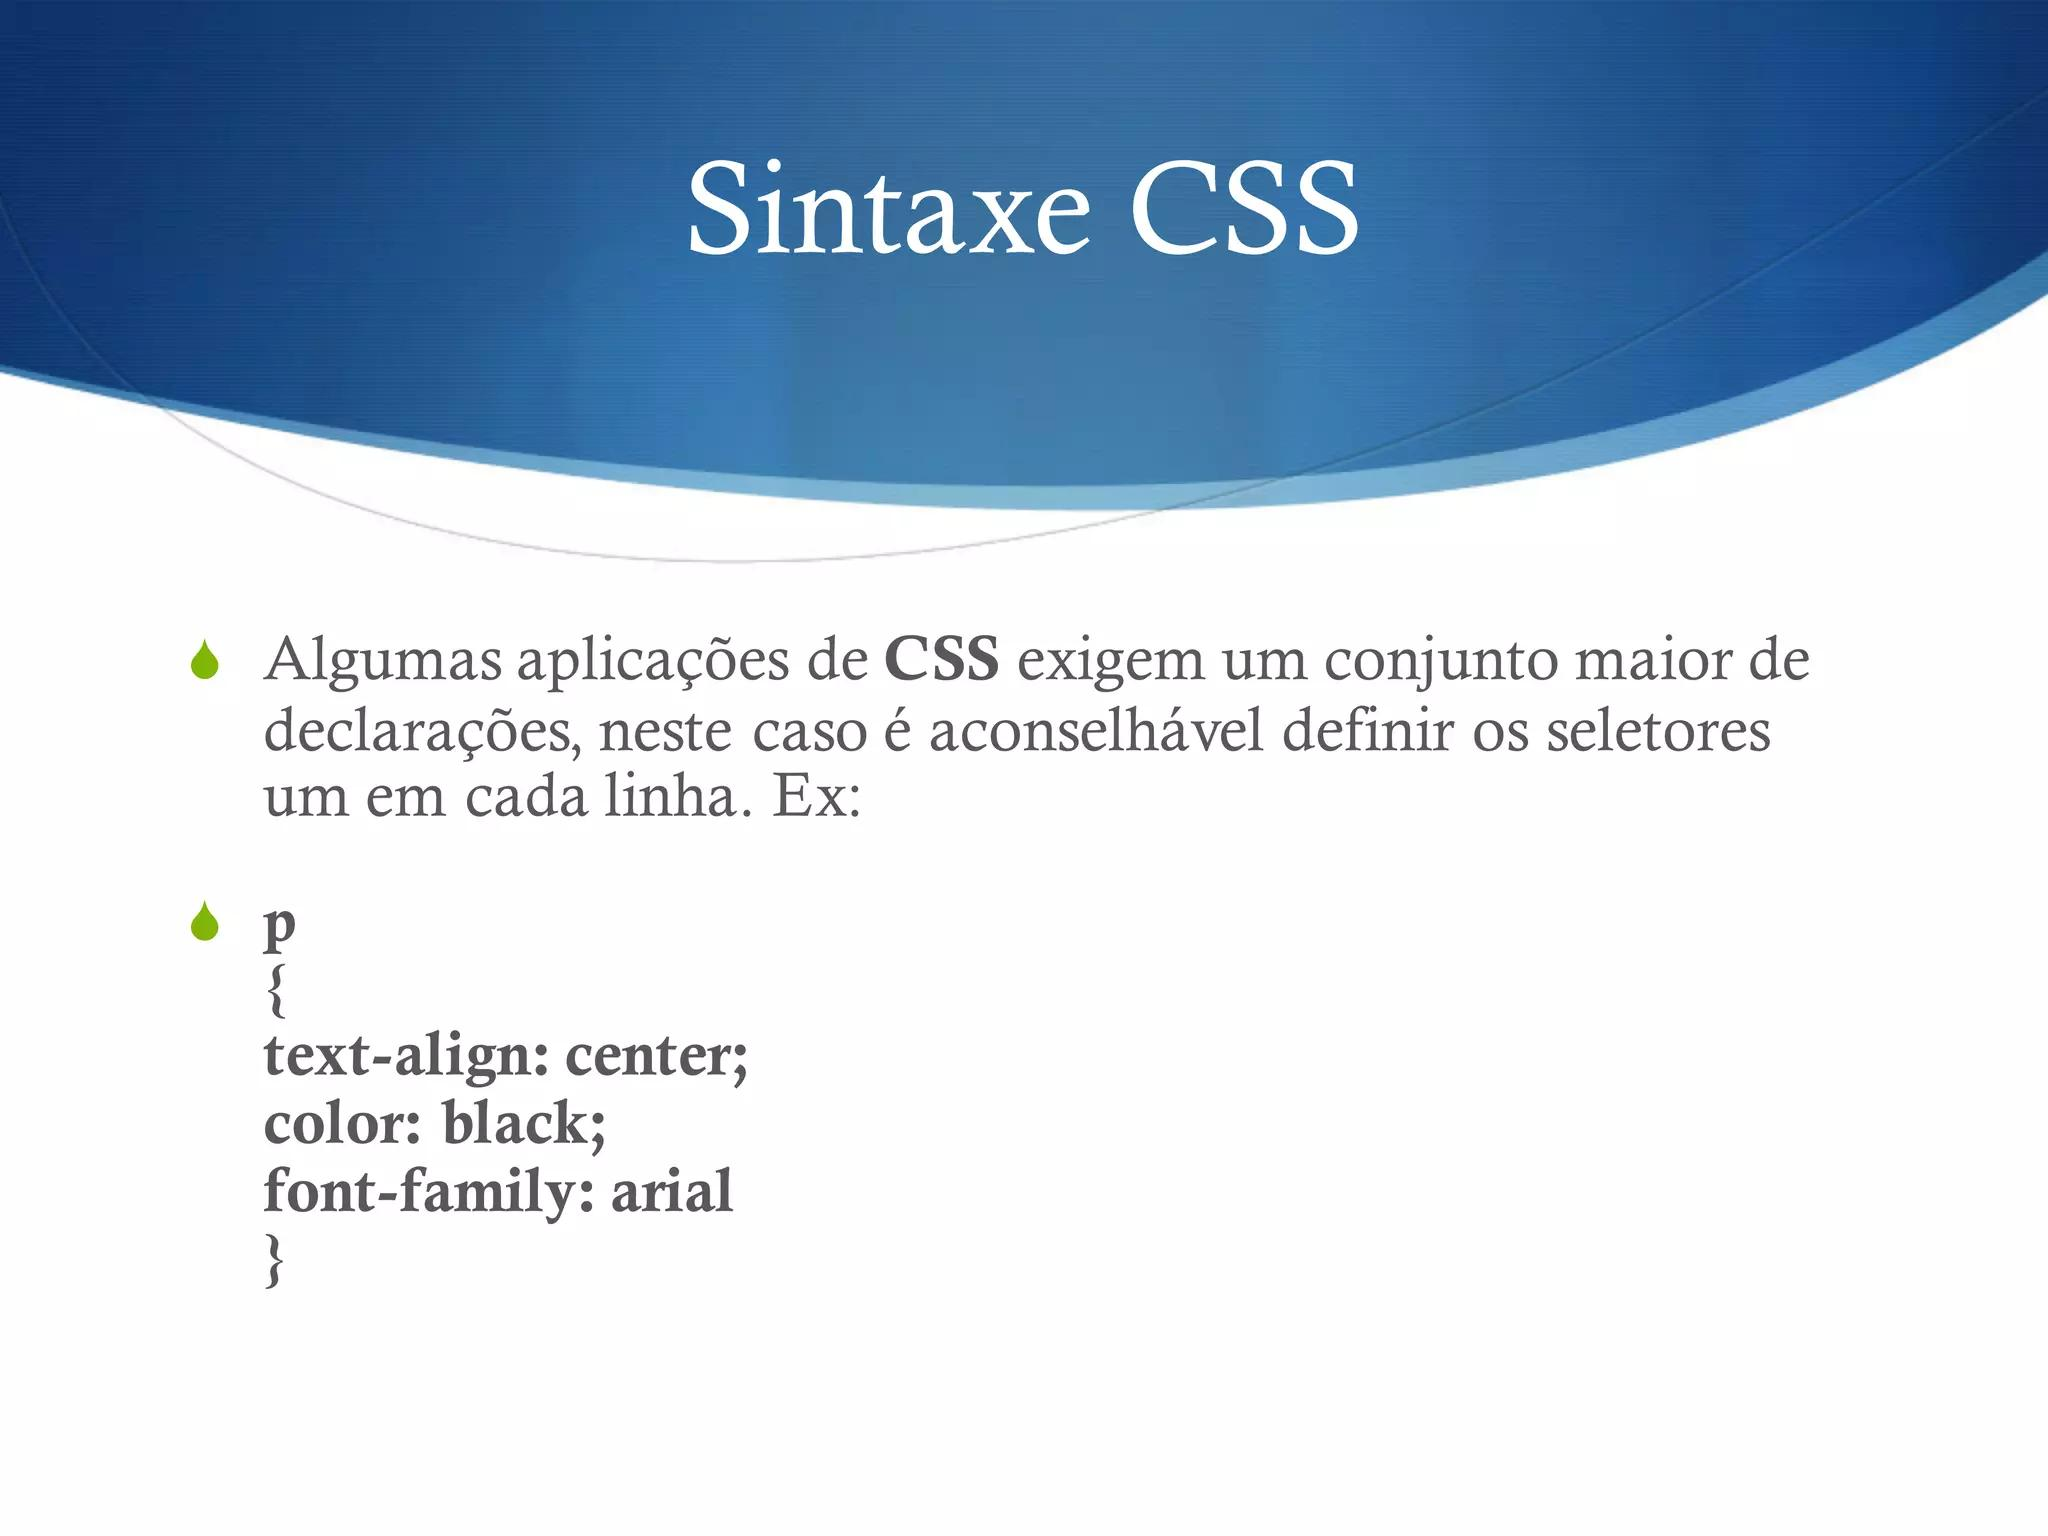 Sintaxe CSS
Algumas aplicações de CSS exigem um conjunto maior de
declarações, neste caso é aconselhável definir os seletores
um em cada linha. Ex:
p
{
text-align: center;
color: black;
font-family: arial
}